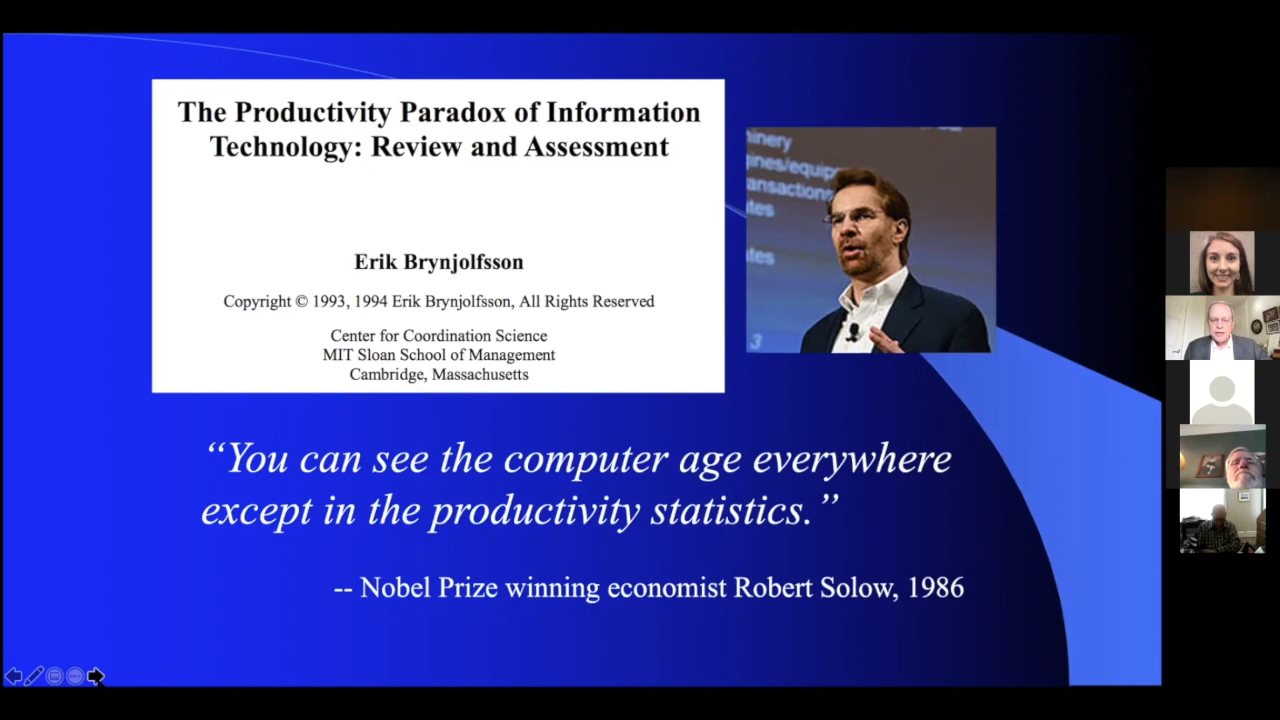 The Productivity Paradox of Information
Technology: Review and Assessment
Erik Brynjolfsson
Copyright © 1993, 1994 Erik Brynjolfsson, All Rights Reserved
Center for Coordination Science
MIT Sloan School of Management
Cambridge, Massachusetts
“You can see the computer age everywhere
except in the productivity statistics.”
-- Nobel Prize winning economist Robert Solow, 1986
3